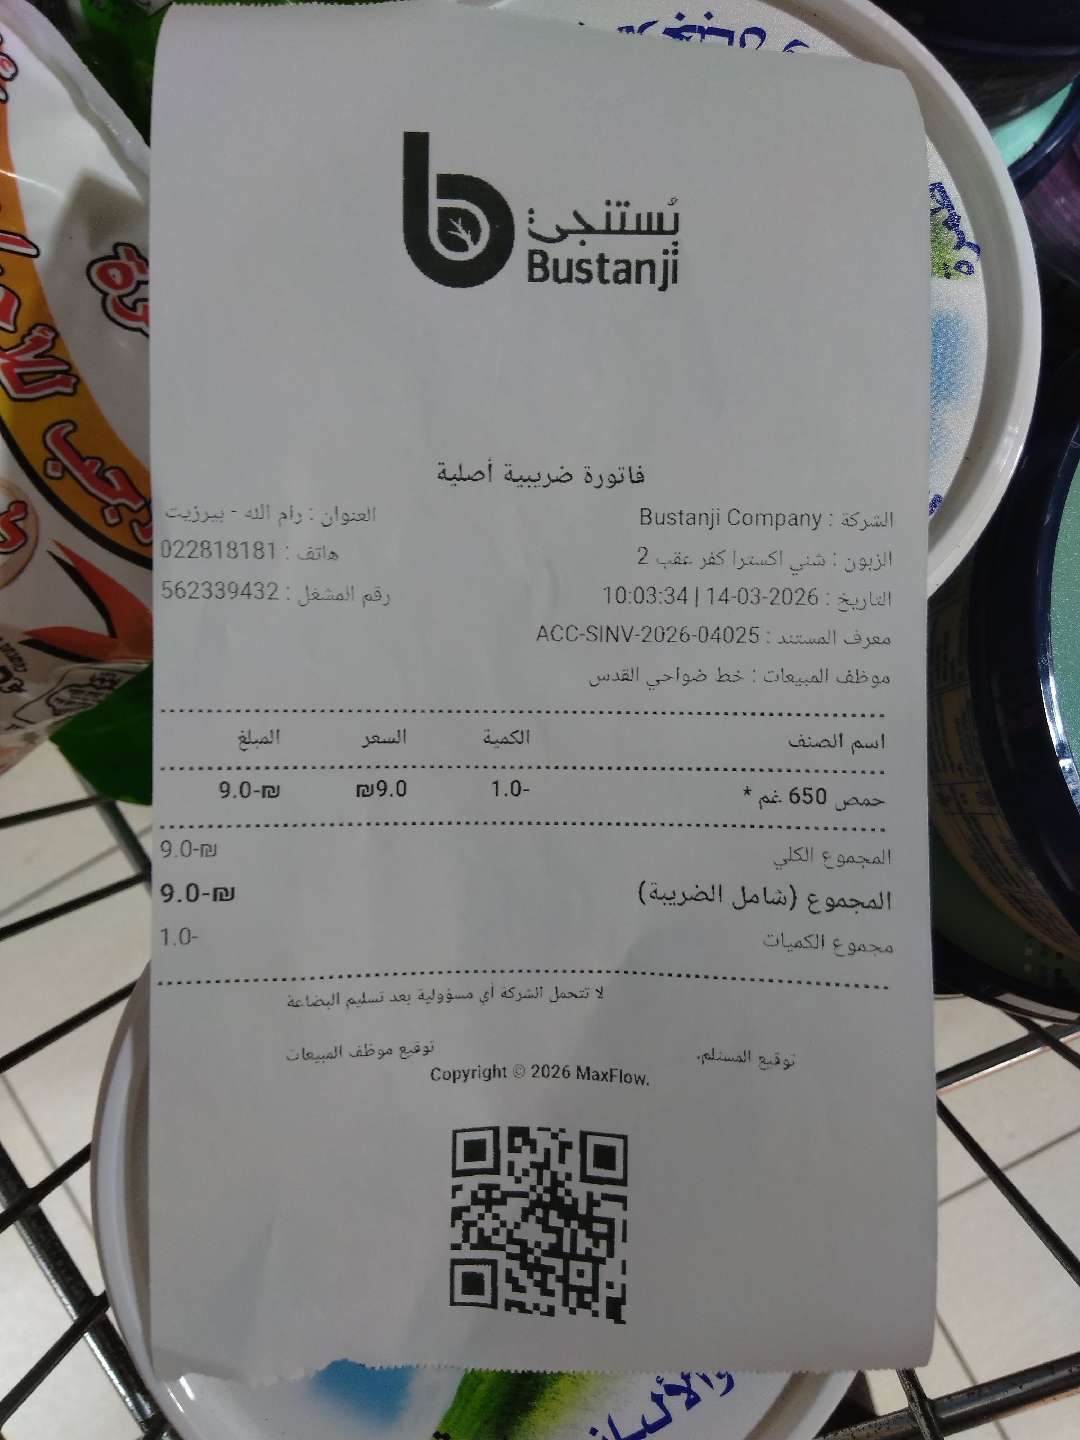 بُستنجي
Bustanji
فاتورة ضريبية أصلية
الشركة : Bustanji Company
العنوان : رام الله - بيرزيت
الزبون : شني اكسترا كفر عقب 2
هاتف : 022818181
التاريخ : 14-03-2026 | 10:03:34
رقم المشغل : 562339432
معرف المستند : ACC-SINV-2026-04025
موظف المبيعات : خط ضواحي القدس
اسم الصنف الكمية السعر المبلغ
حمص 650 غم * 1.0- ₪9.0 9.0-₪
المجموع الكلي 9.0-₪
المجموع (شامل الضريبة) 9.0-₪
مجموع الكميات 1.0-
لا تتحمل الشركة أي مسؤولية بعد تسليم البضاعة
توقيع المستلم. توقيع موظف المبيعات
Copyright © 2026 MaxFlow.
والألبان